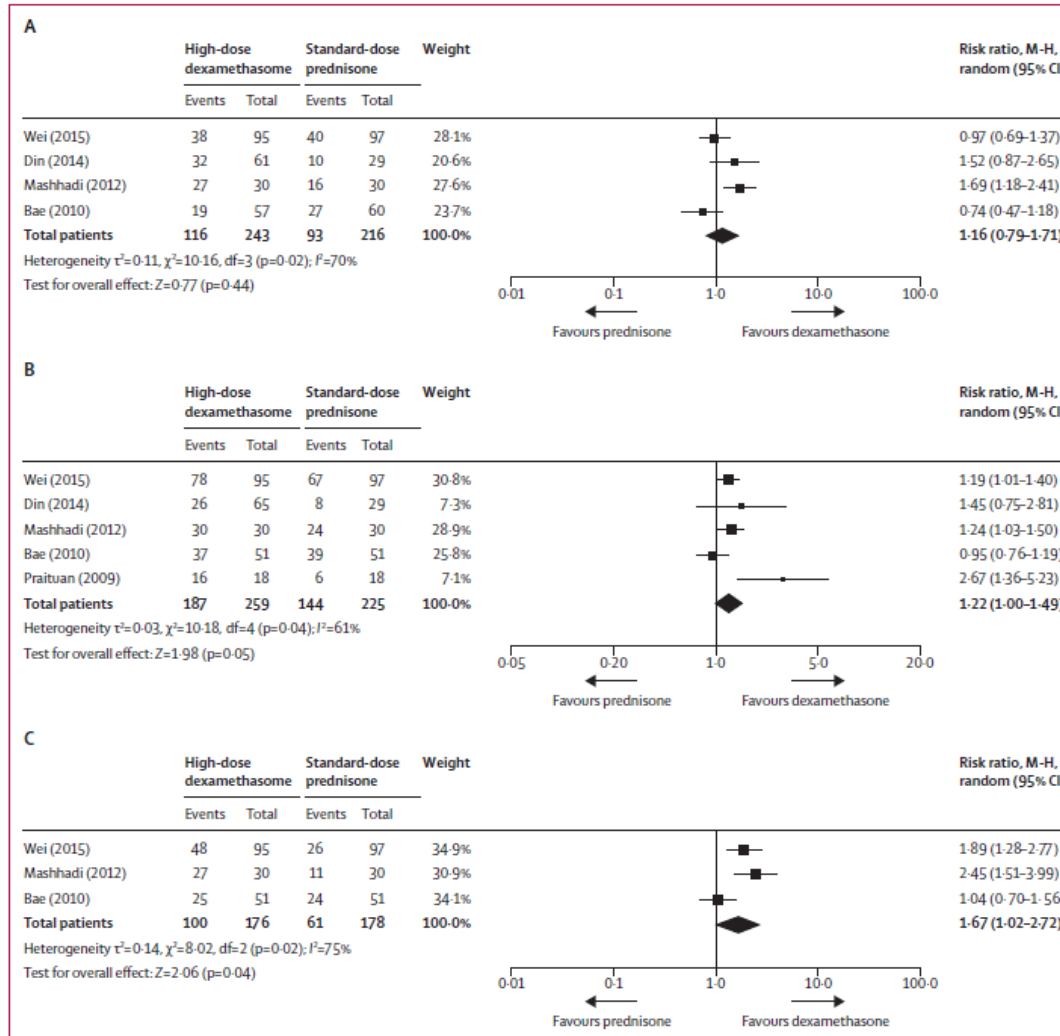 A
High-dose Standard-dose Weight Risk ratio, M-H,
dexamethasome prednisone random (95% CI
Events Total Events Total
Wei (2015) 38 95 40 97 28·1% 0·97 (0·69–1·37)
Din (2014) 32 61 10 29 20·6% 1·52 (0·87–2·65)
Mashhadi (2012) 27 30 16 30 27·6% 1·69 (1·18–2·41)
Bae (2010) 19 57 27 60 23·7% 0·74 (0·47–1·18)
Total patients 116 243 93 216 100·0% 1·16 (0·79–1·71)
Heterogeneity τ²=0·11, χ²=10·16, df=3 (p=0·02); I²=70%
Test for overall effect: Z=0·77 (p=0·44)
0·01 0·1 1·0 10·0 100·0
Favours prednisone Favours dexamethasone
B
High-dose Standard-dose Weight Risk ratio, M-H,
dexamethasome prednisone random (95% CI
Events Total Events Total
Wei (2015) 78 95 67 97 30·8% 1·19 (1·01–1·40)
Din (2014) 26 65 8 29 7·3% 1·45 (0·75–2·81)
Mashhadi (2012) 30 30 24 30 28·9% 1·24 (1·03–1·50)
Bae (2010) 37 51 39 51 25·8% 0·95 (0·76–1·19)
Praituan (2009) 16 18 6 18 7·1% 2·67 (1·36–5·23)
Total patients 187 259 144 225 100·0% 1·22 (1·00–1·49)
Heterogeneity τ²=0·03, χ²=10·18, df=4 (p=0·04); I²=61%
Test for overall effect: Z=1·98 (p=0·05)
0·05 0·20 1·0 5·0 20·0
Favours prednisone Favours dexamethasone
C
High-dose Standard-dose Weight Risk ratio, M-H,
dexamethasome prednisone random (95% CI
Events Total Events Total
Wei (2015) 48 95 26 97 34·9% 1·89 (1·28–2·77)
Mashhadi (2012) 27 30 11 30 30·9% 2·45 (1·51–3·99)
Bae (2010) 25 51 24 51 34·1% 1·04 (0·70–1·56
Total patients 100 176 61 178 100·0% 1·67 (1·02–2·72)
Heterogeneity τ²=0·14, χ²=8·02, df=2 (p=0·02); I²=75%
Test for overall effect: Z=2·06 (p=0·04)
0·01 0·1 1·0 10·0 100·0
Favours prednisone Favours dexamethasone